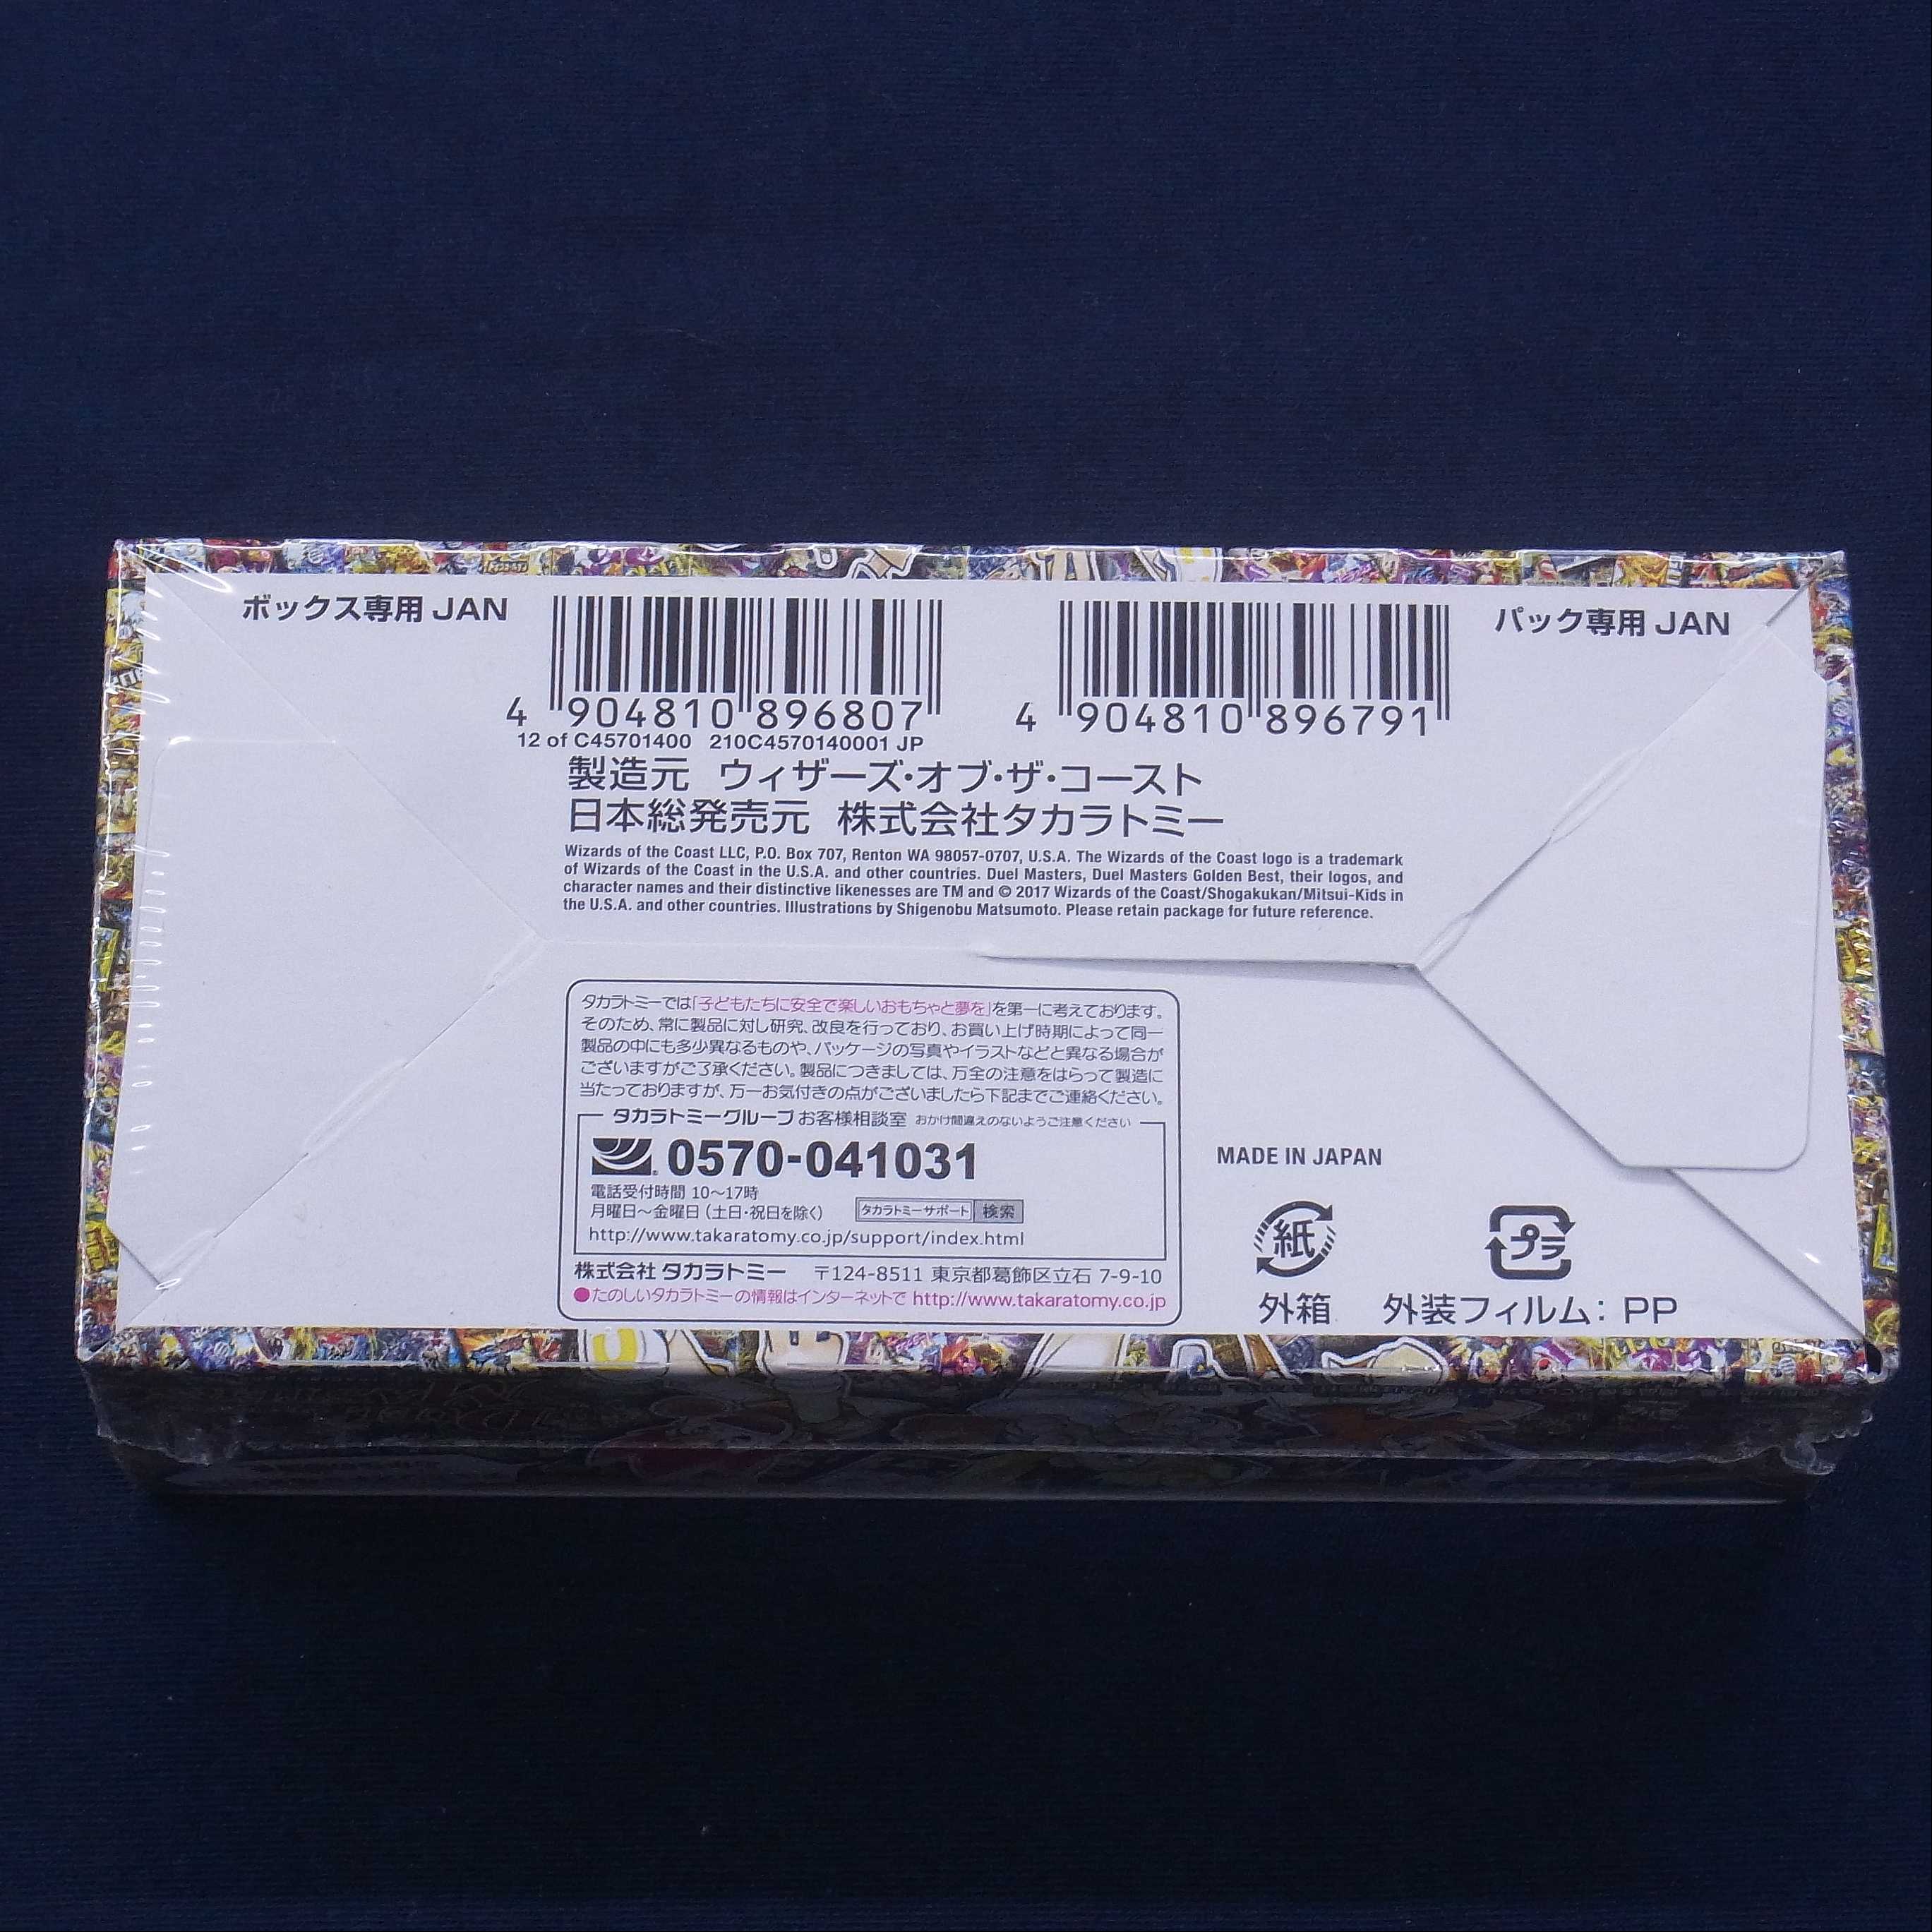 ボックス専用 JAN
パック専用 JAN
4 904810 896807
4 904810 896791
12 of C45701400 210C4570140001 JP
製造元 ウィザーズ・オブ・ザ・コースト
日本総発売元 株式会社タカラトミー
Wizards of the Coast LLC, P.O. Box 707, Renton WA 98057-0707, U.S.A. The Wizards of the Coast logo is a trademark
of Wizards of the Coast in the U.S.A. and other countries. Duel Masters, Duel Masters Golden Best, their logos, and
character names and their distinctive likenesses are TM and © 2017 Wizards of the Coast/Shogakukan/Mitsui-Kids in
the U.S.A. and other countries. Illustrations by Shigenobu Matsumoto. Please retain package for future reference.
タカラトミーでは「子どもたちに安全で楽しいおもちゃと夢を」を第一に考えております。
そのため、常に製品に対し研究、改良を行っており、お買い上げ時期によって同一
製品の中にも多少異なるものや、パッケージの写真やイラストなどと異なる場合が
ございますがご了承ください。製品につきましては、万全の注意をはらって製造に
当たっておりますが、万一お気付きの点がございましたら下記までご連絡ください。
タカラトミーグループ お客様相談室 おかけ間違えのないようご注意ください
0570-041031
電話受付時間 10〜17時
月曜日〜金曜日（土日・祝日を除く） タカラトミーサポート 検索
http://www.takaratomy.co.jp/support/index.html
株式会社 タカラトミー 〒124-8511 東京都葛飾区立石 7-9-10
●たのしいタカラトミーの情報はインターネットで http://www.takaratomy.co.jp
MADE IN JAPAN
紙
プラ
外箱
外装フィルム: PP